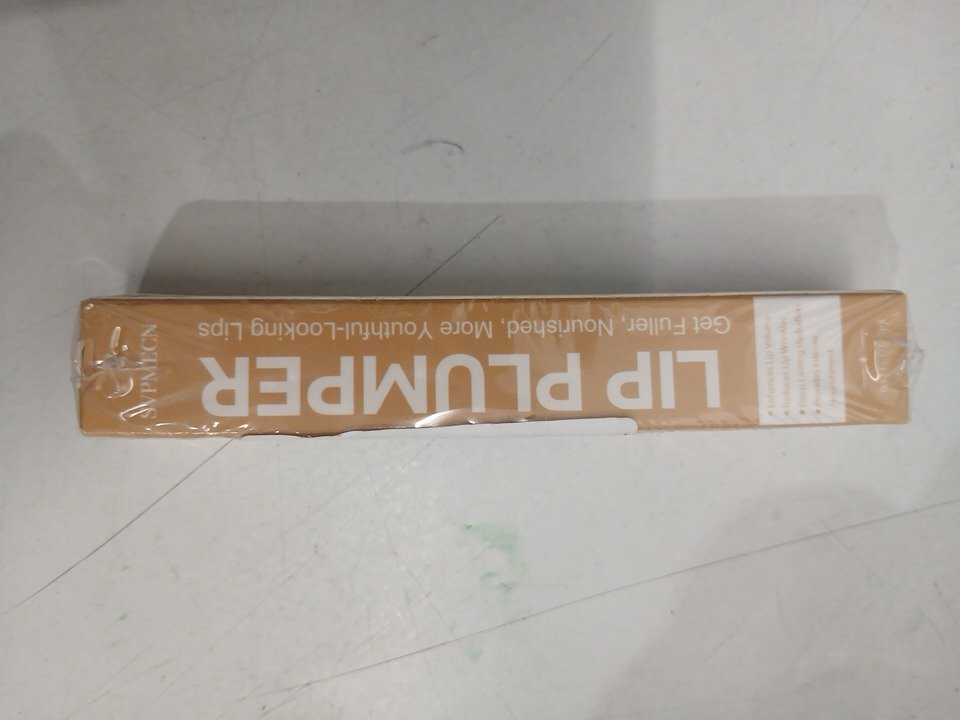 LIP PLUMPER
Get Fuller, Nourished, More Youthful-Looking Lips
SVPMECN
• Enhances Lip Volume
• Reduces Lip Wrinkles
• Deep Lasting Hydration
• Provides Intense
Nourishment